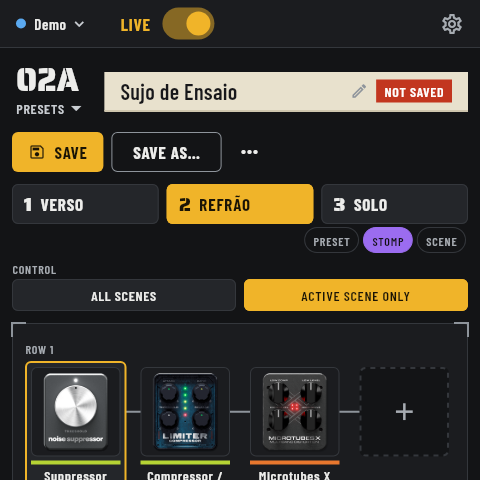 Demo
LIVE
02A
PRESETS
Sujo de Ensaio
NOT SAVED
SAVE
SAVE AS...
1 VERSO
2 REFRÃO
3 SOLO
PRESET
STOMP
SCENE
CONTROL
ALL SCENES
ACTIVE SCENE ONLY
ROW 1
noise suppressor
LIMITER
COMPRESSOR
MICROTUBES X
Suppressor
Compressor /
Microtubes X